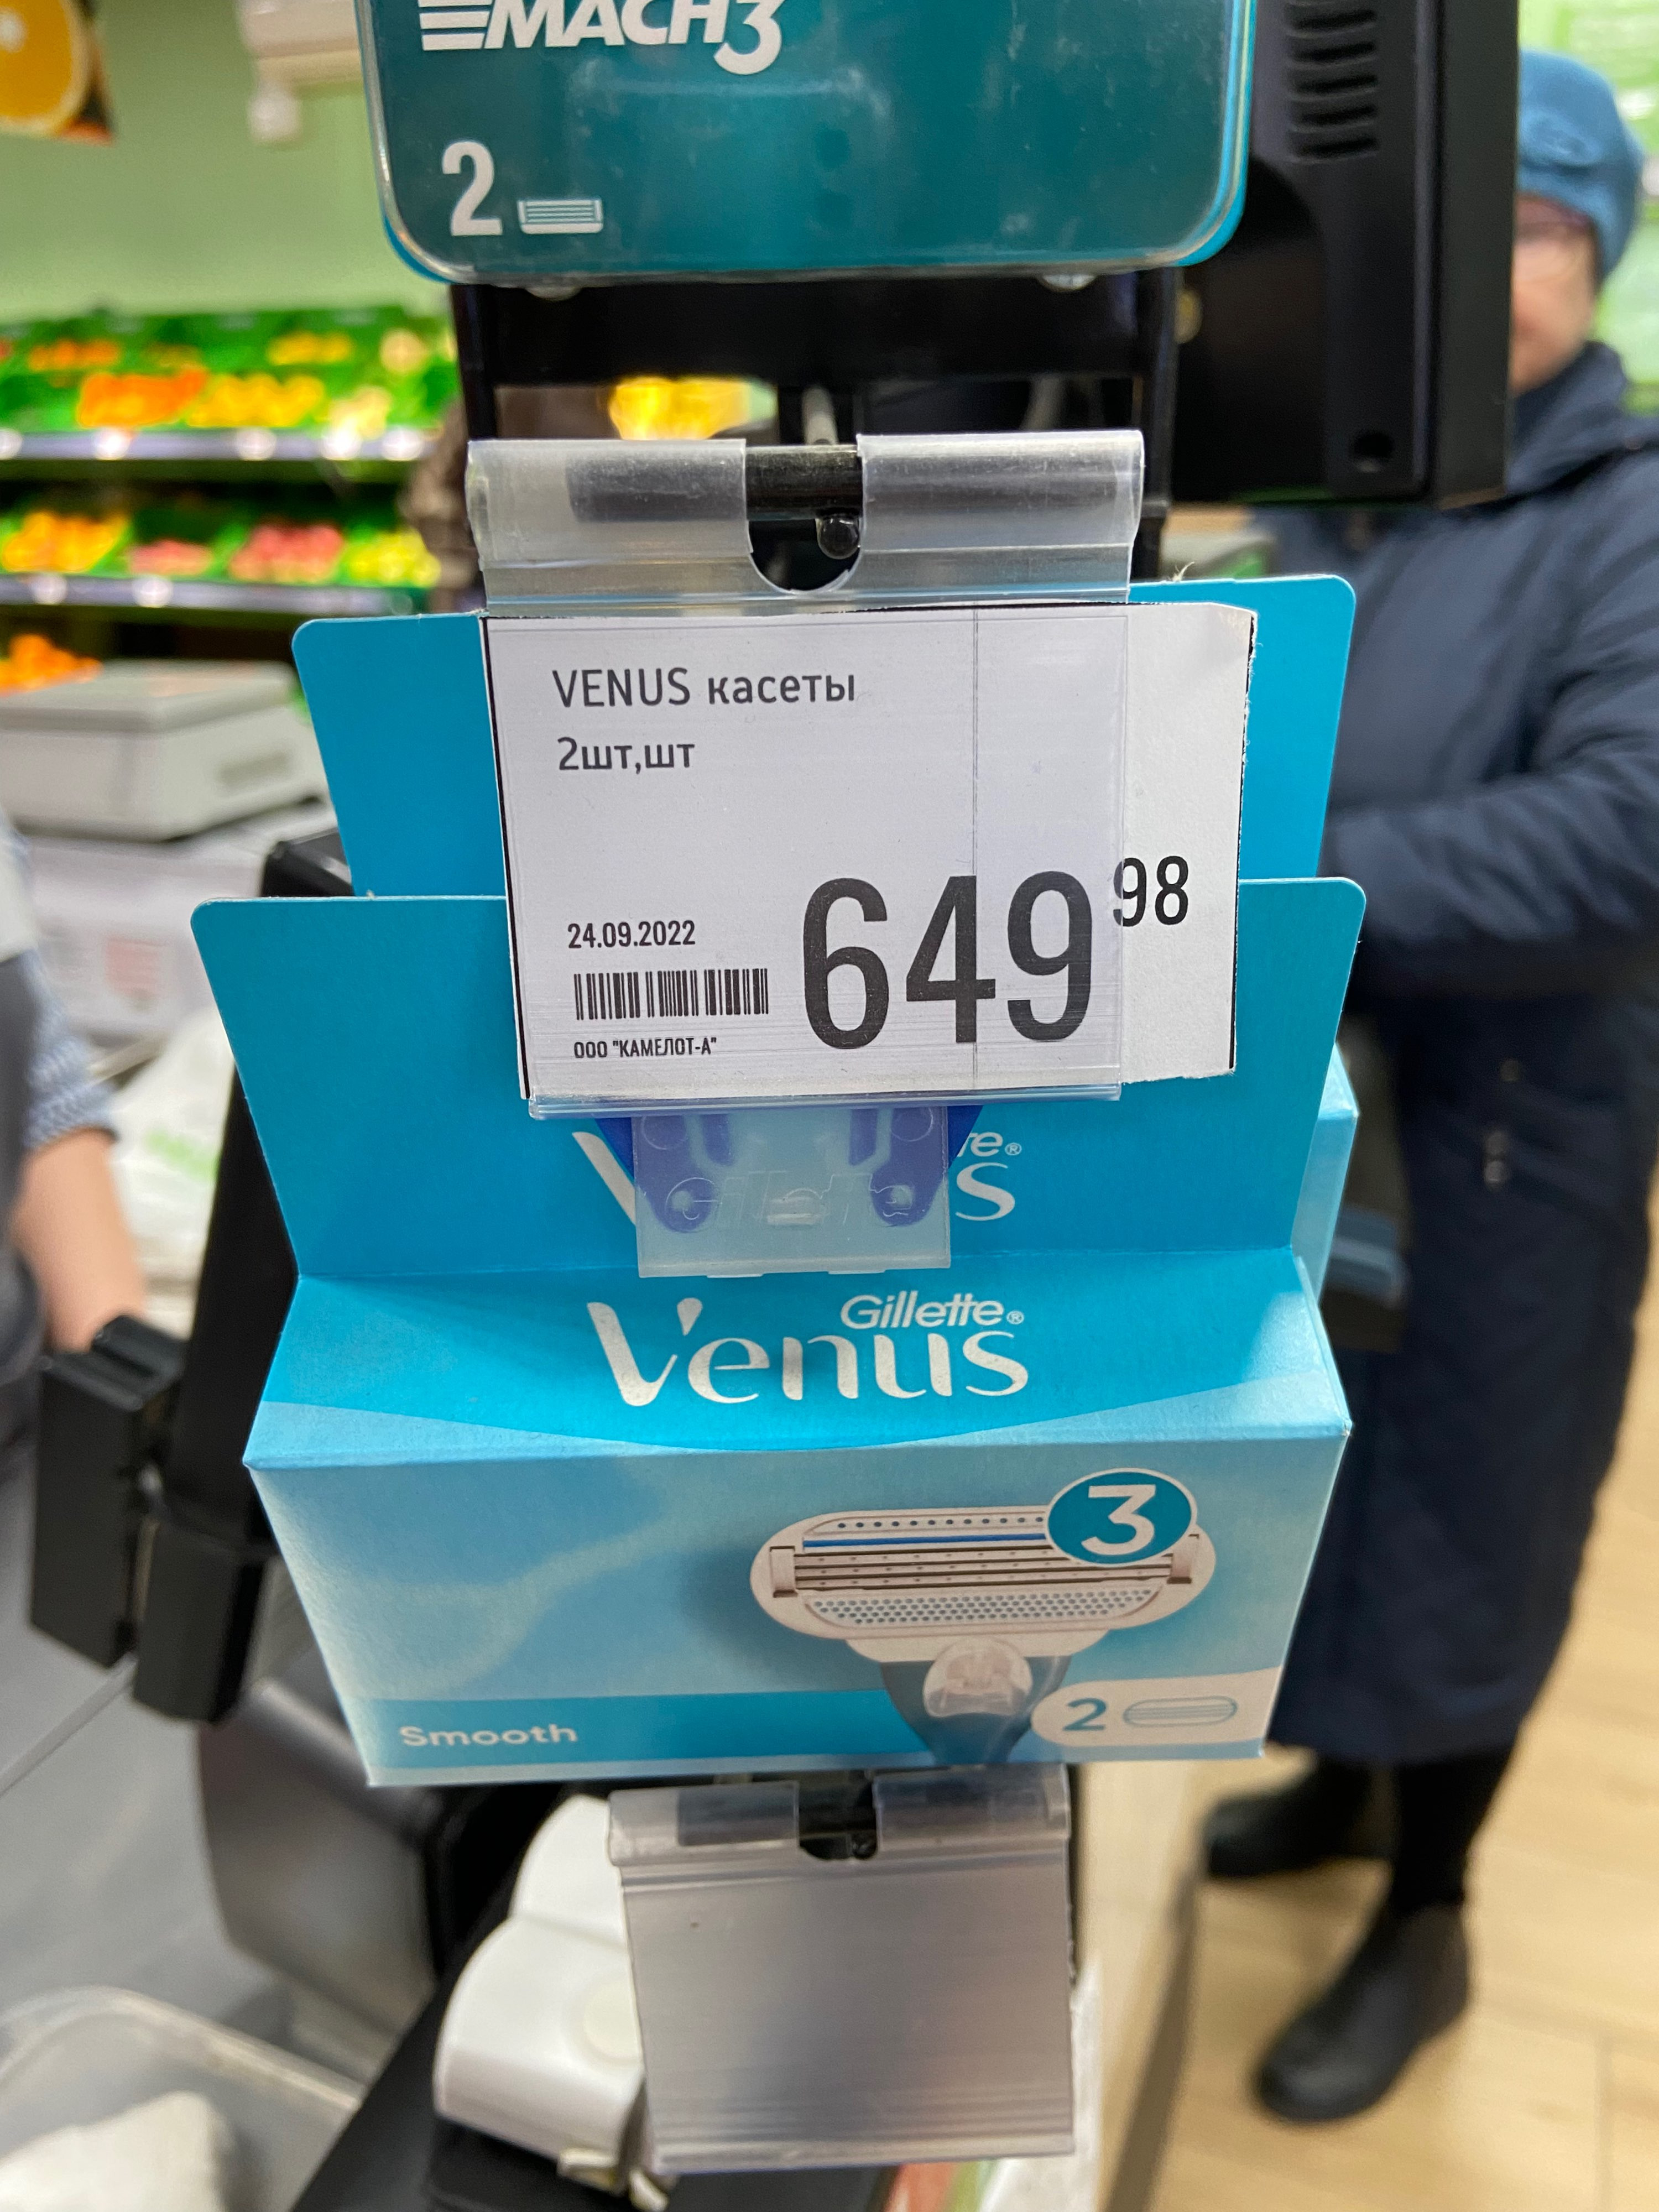 MACH3
2
VENUS касеты
2шт,шт
649 98
24.09.2022
ООО "КАМЕЛОТ-А"
Gillette®
Venus
3
Smooth
2